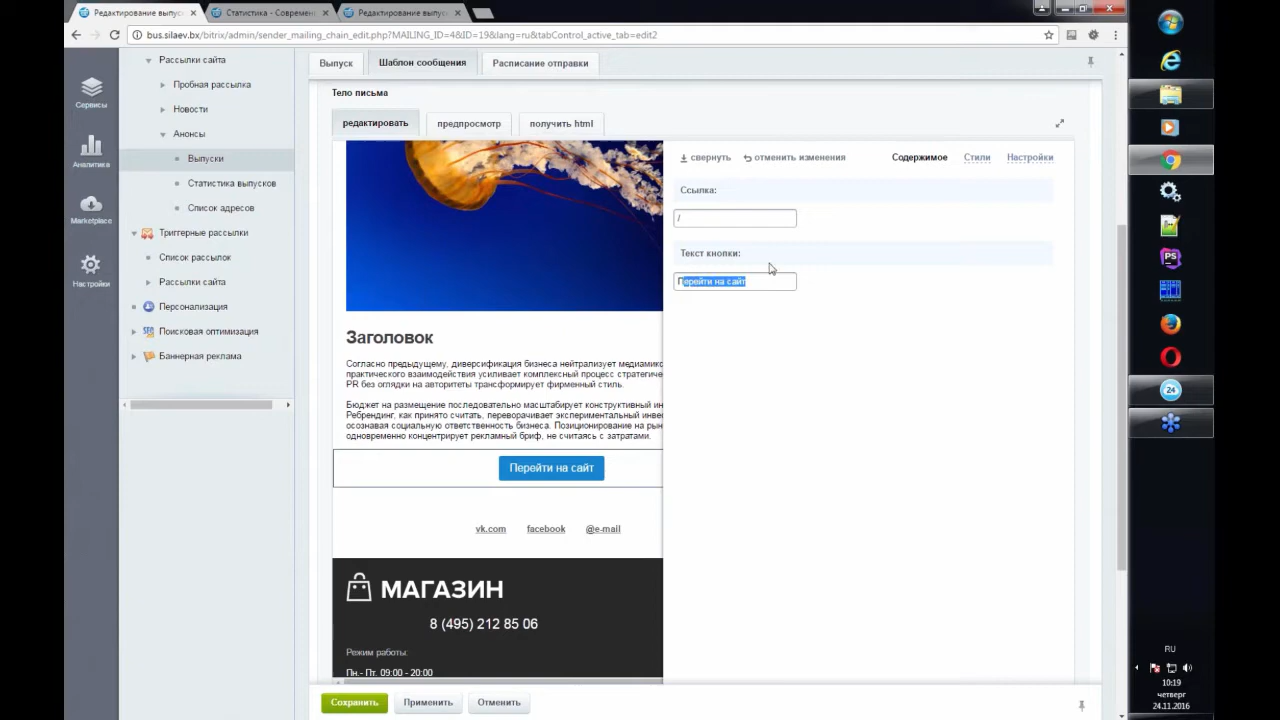 Редактирование выпус
Статистика - Современ
Редактирование выпус
bus.silaev.bx/bitrix/admin/sender_mailing_chain_edit.php?MAILING_ID=4&ID=19&lang=ru&tabControl_active_tab=edit2
Сервисы
Аналитика
Marketplace
Настройки
Рассылки сайта
Пробная рассылка
Новости
Анонсы
Выпуски
Статистика выпусков
Список адресов
Триггерные рассылки
Список рассылок
Рассылки сайта
Персонализация
SEO
Поисковая оптимизация
Баннерная реклама
Выпуск
Шаблон сообщения
Расписание отправки
Тело письма
редактировать
предпросмотр
получить html
свернуть
отменить изменения
Содержимое
Стили
Настройки
Ссылка:
/
Текст кнопки:
Перейти на сайт
Заголовок
Согласно предыдущему, диверсификация бизнеса нейтрализует медиамикс
практического взаимодействия усиливает комплексный процесс стратегиче
PR без оглядки на авторитеты трансформирует фирменный стиль.
Бюджет на размещение последовательно масштабирует конструктивный ин
Ребрендинг, как принято считать, переворачивает экспериментальный инве
осознавая социальную ответственность бизнеса. Позиционирование на рын
одновременно концентрирует рекламный бриф, не считаясь с затратами.
Перейти на сайт
vk.com
facebook
@e-mail
МАГАЗИН
8 (495) 212 85 06
Режим работы:
Пн.- Пт. 09:00 - 20:00
Сохранить
Применить
Отменить
PS
24
RU
10:19
четверг
24.11.2016